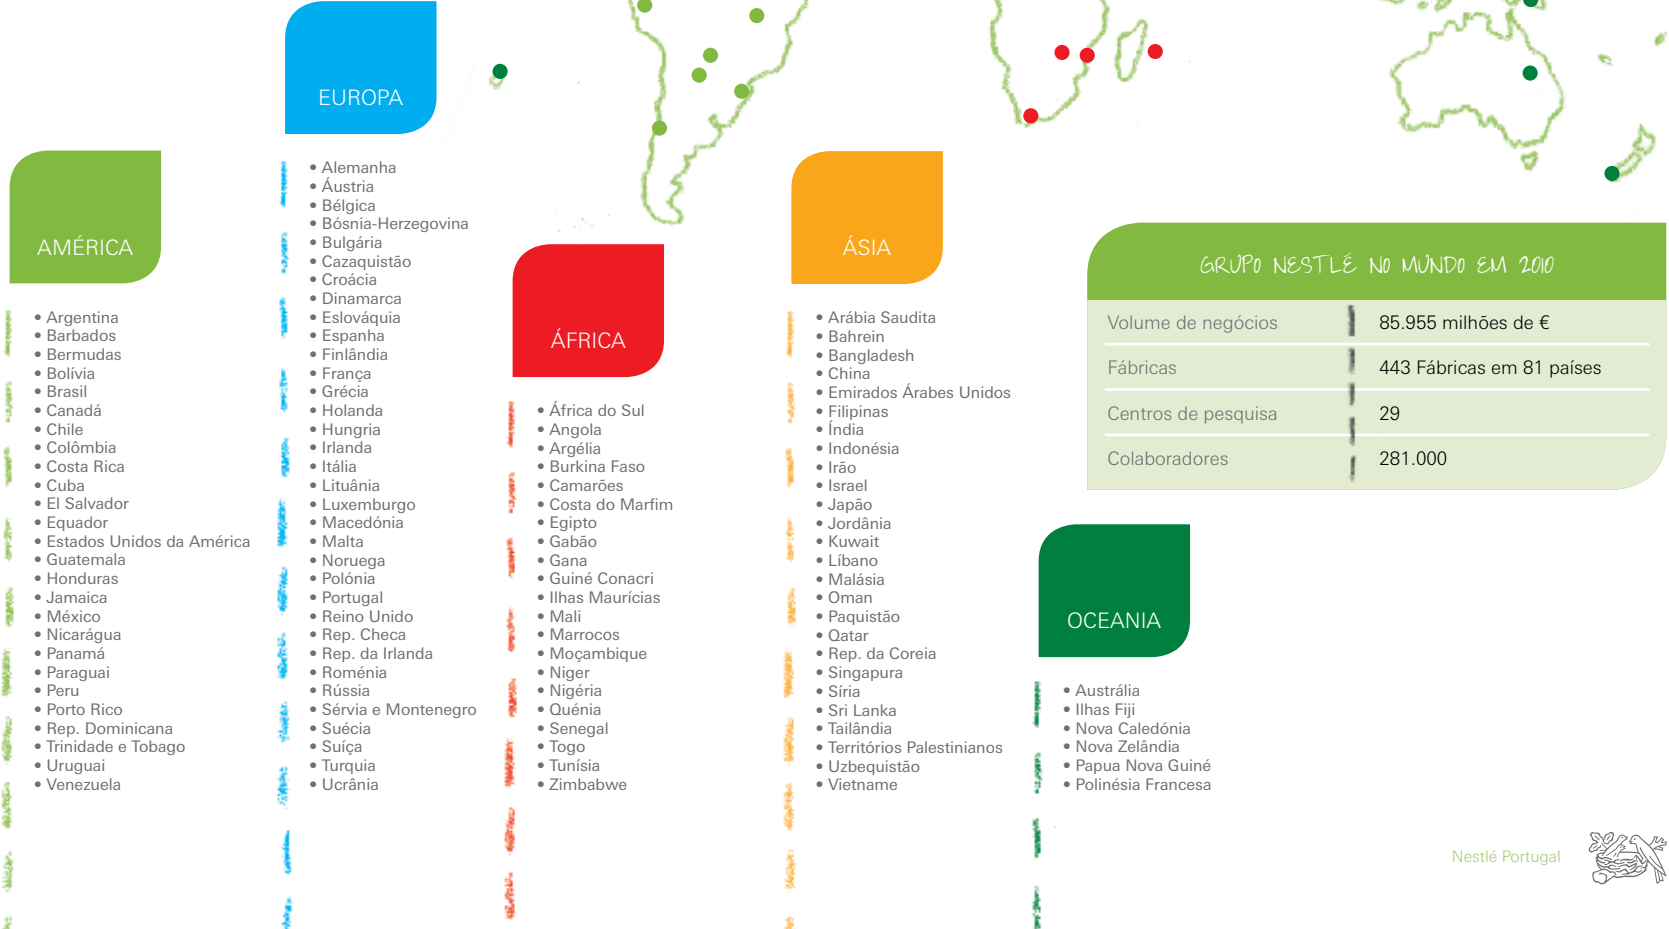 EUROPA
• Alemanha
• Áustria
• Bélgica
• Bósnia-Herzegovina
• Bulgária
• Cazaquistão
• Croácia
• Dinamarca
• Eslováquia
• Espanha
• Finlândia
• França
• Grécia
• Holanda
• Hungria
• Irlanda
• Itália
• Lituânia
• Luxemburgo
• Macedónia
• Malta
• Noruega
• Polónia
• Portugal
• Reino Unido
• Rep. Checa
• Rep. da Irlanda
• Roménia
• Rússia
• Sérvia e Montenegro
• Suécia
• Suíça
• Turquia
• Ucrânia
AMÉRICA
• Argentina
• Barbados
• Bermudas
• Bolívia
• Brasil
• Canadá
• Chile
• Colômbia
• Costa Rica
• Cuba
• El Salvador
• Equador
• Estados Unidos da América
• Guatemala
• Honduras
• Jamaica
• México
• Nicarágua
• Panamá
• Paraguai
• Peru
• Porto Rico
• Rep. Dominicana
• Trinidade e Tobago
• Uruguai
• Venezuela
ÁFRICA
• África do Sul
• Angola
• Argélia
• Burkina Faso
• Camarões
• Costa do Marfim
• Egipto
• Gabão
• Gana
• Guiné Conacri
• Ilhas Maurícias
• Mali
• Marrocos
• Moçambique
• Niger
• Nigéria
• Quénia
• Senegal
• Togo
• Tunísia
• Zimbabwe
ÁSIA
• Arábia Saudita
• Bahrein
• Bangladesh
• China
• Emirados Árabes Unidos
• Filipinas
• Índia
• Indonésia
• Irão
• Israel
• Japão
• Jordânia
• Kuwait
• Líbano
• Malásia
• Oman
• Paquistão
• Qatar
• Rep. da Coreia
• Singapura
• Síria
• Sri Lanka
• Tailândia
• Territórios Palestinianos
• Uzbequistão
• Vietname
GRUPO NESTLÉ NO MUNDO EM 2010
Volume de negócios 85.955 milhões de €
Fábricas 443 Fábricas em 81 países
Centros de pesquisa 29
Colaboradores 281.000
OCEANIA
• Austrália
• Ilhas Fiji
• Nova Caledónia
• Nova Zelândia
• Papua Nova Guiné
• Polinésia Francesa
Nestlé Portugal